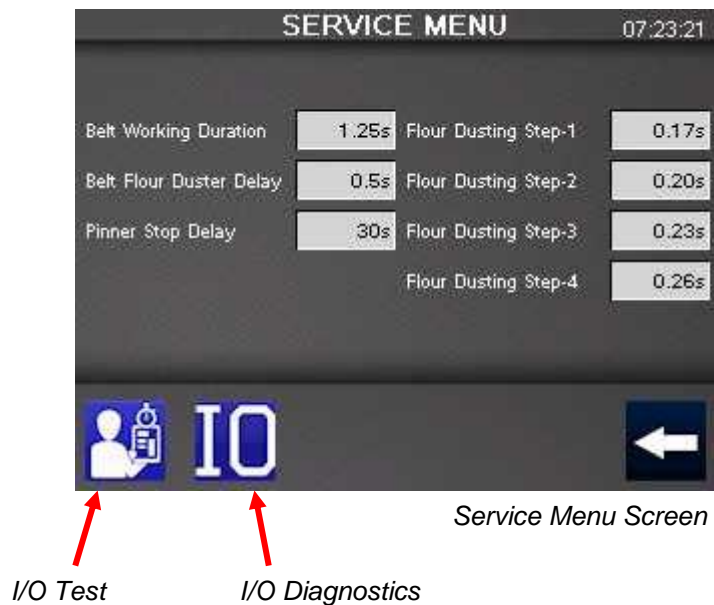 SERVICE MENU 07:23:21
Belt Working Duration 1.25s Flour Dusting Step-1 0.17s
Belt Flour Duster Delay 0.5s Flour Dusting Step-2 0.20s
Pinner Stop Delay 30s Flour Dusting Step-3 0.23s
Flour Dusting Step-4 0.26s
IO
Service Menu Screen
I/O Test I/O Diagnostics